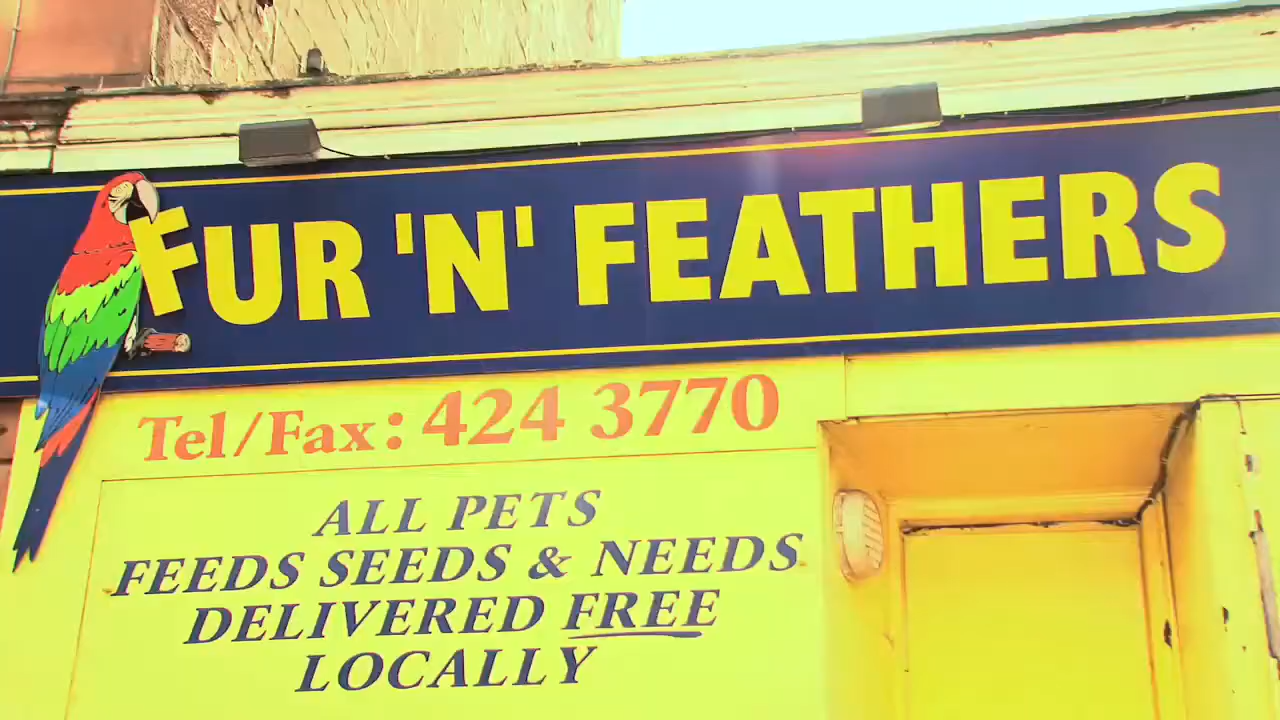 FUR 'N' FEATHERS
Tel/Fax: 424 3770
ALL PETS
FEEDS SEEDS & NEEDS
DELIVERED FREE
LOCALLY